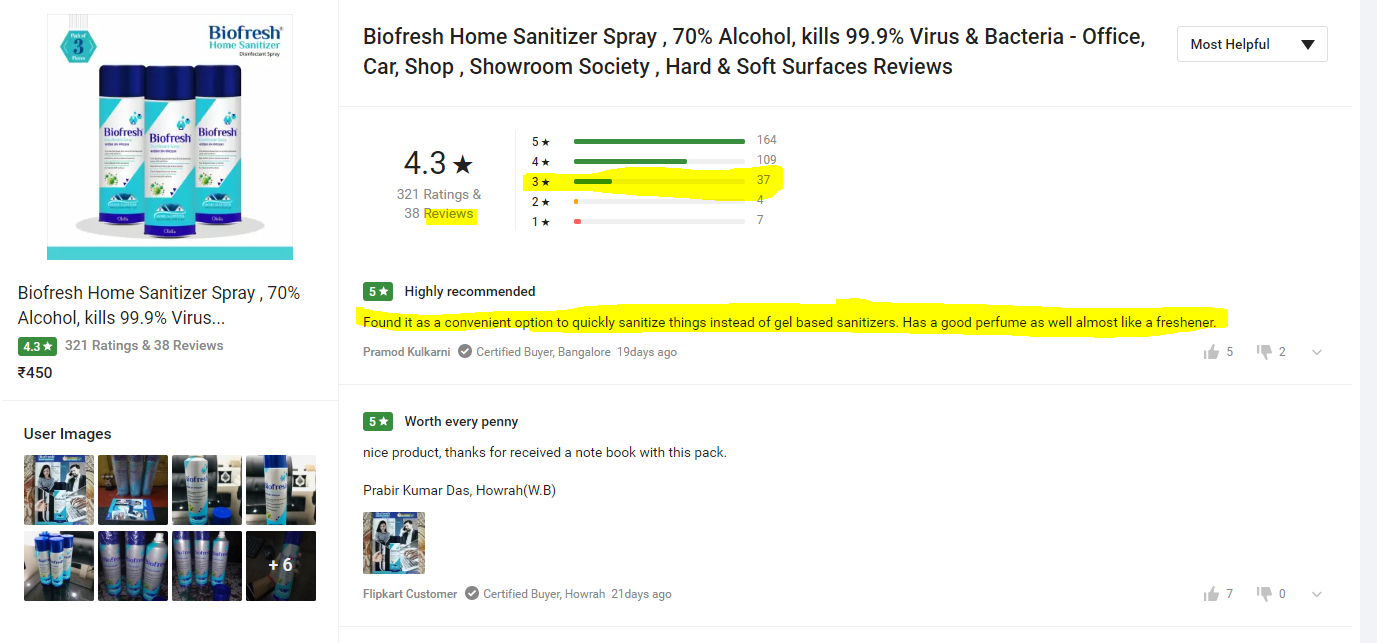 Pack of
3
Biofresh
Home Sanitizer
Disinfectant Spray
Biofresh
Biofresh
Biofresh
Biofresh Home Sanitizer Spray , 70%
Alcohol, kills 99.9% Virus...
4.3★ 321 Ratings & 38 Reviews
₹450
User Images
+ 6
Biofresh Home Sanitizer Spray , 70% Alcohol, kills 99.9% Virus & Bacteria - Office,
Car, Shop , Showroom Society , Hard & Soft Surfaces Reviews
Most Helpful
4.3★
321 Ratings &
38 Reviews
5★ 164
4★ 109
3★ 37
2★ 4
1★ 7
5★ Highly recommended
Found it as a convenient option to quickly sanitize things instead of gel based sanitizers. Has a good perfume as well almost like a freshener.
Pramod Kulkarni Certified Buyer, Bangalore 19days ago 5 2
5★ Worth every penny
nice product, thanks for received a note book with this pack.
Prabir Kumar Das, Howrah(W.B)
Flipkart Customer Certified Buyer, Howrah 21days ago 7 0